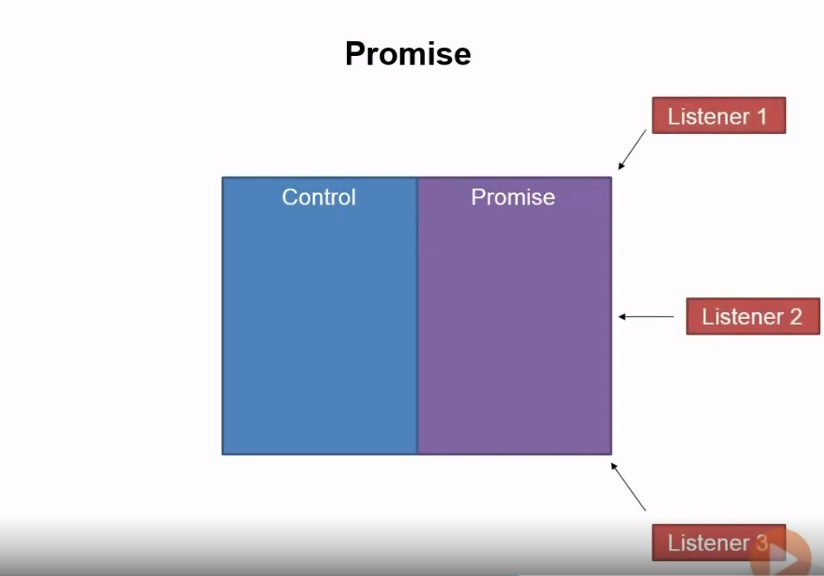 Promise
Listener 1
Control
Promise
Listener 2
Listener 3